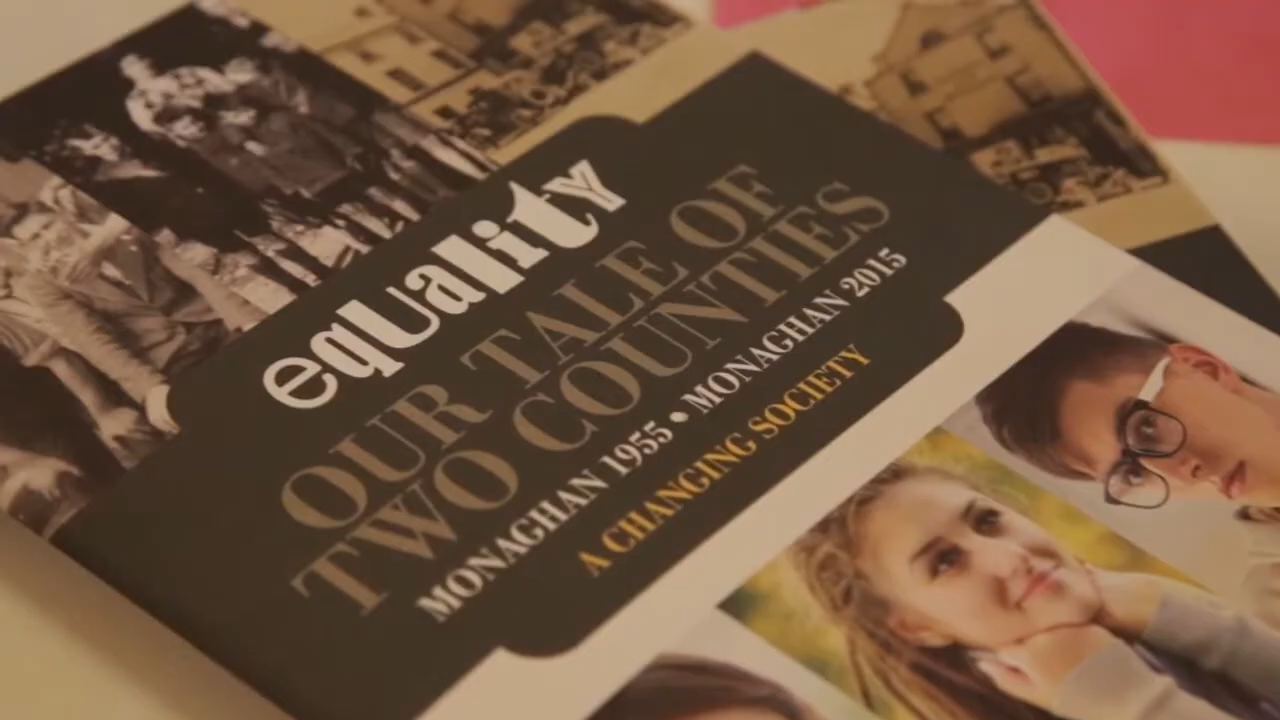 equality
OUR TALE OF
TWO COUNTIES
MONAGHAN 1955 • MONAGHAN 2015
A CHANGING SOCIETY